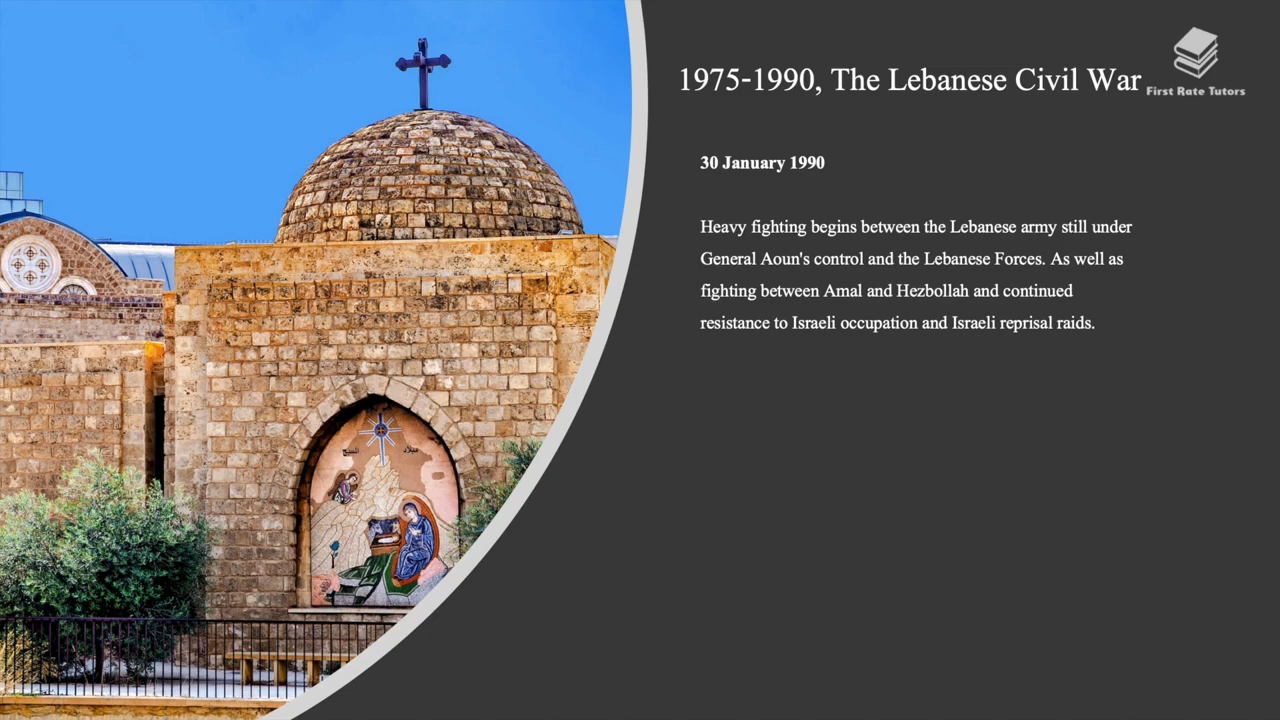 1975-1990, The Lebanese Civil War
First Rate Tutors
30 January 1990
Heavy fighting begins between the Lebanese army still under
General Aoun's control and the Lebanese Forces. As well as
fighting between Amal and Hezbollah and continued
resistance to Israeli occupation and Israeli reprisal raids.
ميلاد المسيح